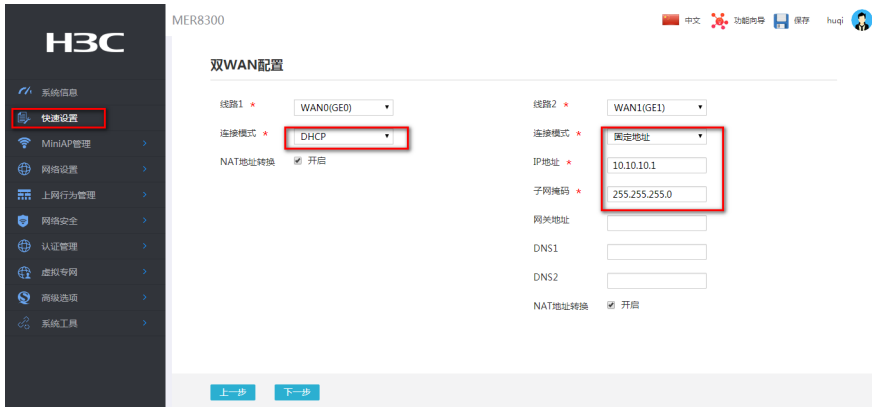 MER8300
中文 功能向导 保存 huqi
H3C
系统信息
快速设置
MiniAP管理
网络设置
上网行为管理
网络安全
认证管理
虚拟专网
高级选项
系统工具
双WAN配置
线路1 * WAN0(GE0)
连接模式 * DHCP
NAT地址转换 开启
线路2 * WAN1(GE1)
连接模式 * 固定地址
IP地址 * 10.10.10.1
子网掩码 * 255.255.255.0
网关地址
DNS1
DNS2
NAT地址转换 开启
上一步 下一步